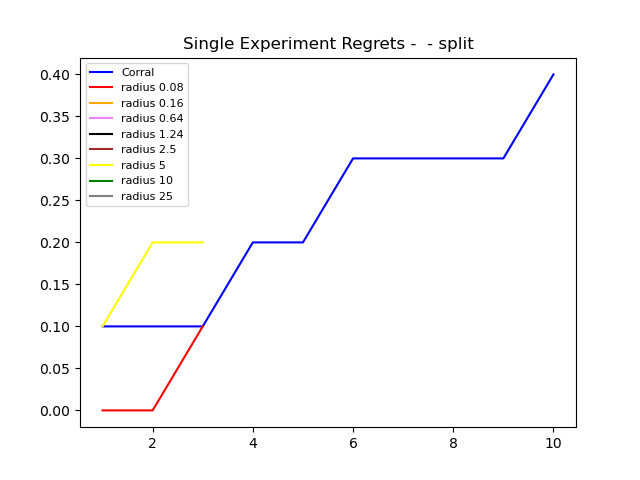 Single Experiment Regrets -  - split
Corral
radius 0.08
radius 0.16
radius 0.64
radius 1.24
radius 2.5
radius 5
radius 10
radius 25
0.40
0.35
0.30
0.25
0.20
0.15
0.10
0.05
0.00
2 4 6 8 10